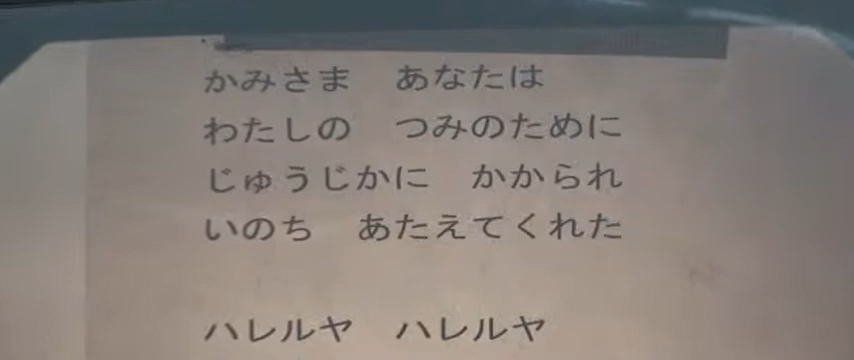 かみさま　あなたは
わたしの　つみのために
じゅうじかに　かかられ
いのち　あたえてくれた
ハレルヤ　ハレルヤ